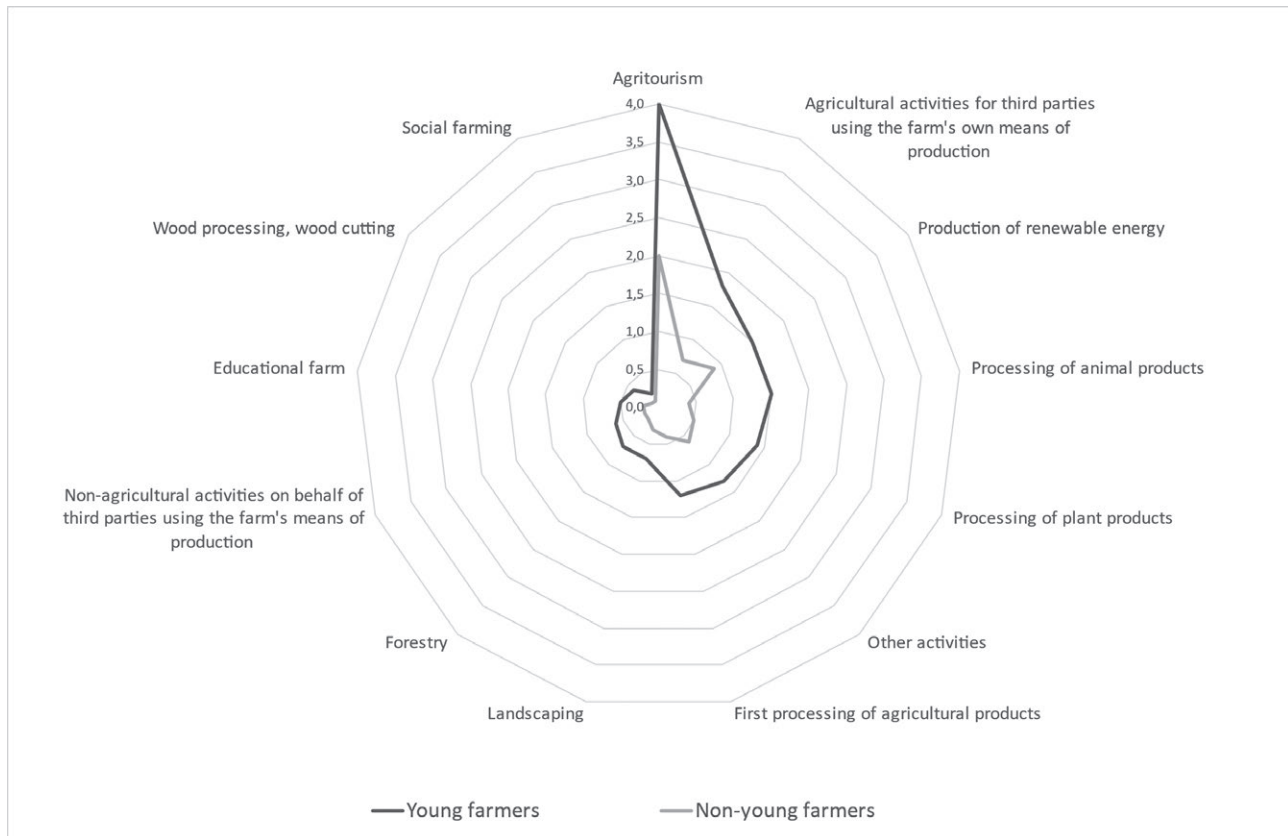 Agritourism
4,0
3,5
3,0
2,5
2,0
1,5
1,0
0,5
0,0
Agricultural activities for third parties
using the farm's own means of
production
Production of renewable energy
Processing of animal products
Processing of plant products
Other activities
First processing of agricultural products
Landscaping
Forestry
Non-agricultural activities on behalf of
third parties using the farm's means of
production
Educational farm
Wood processing, wood cutting
Social farming
Young farmers
Non-young farmers